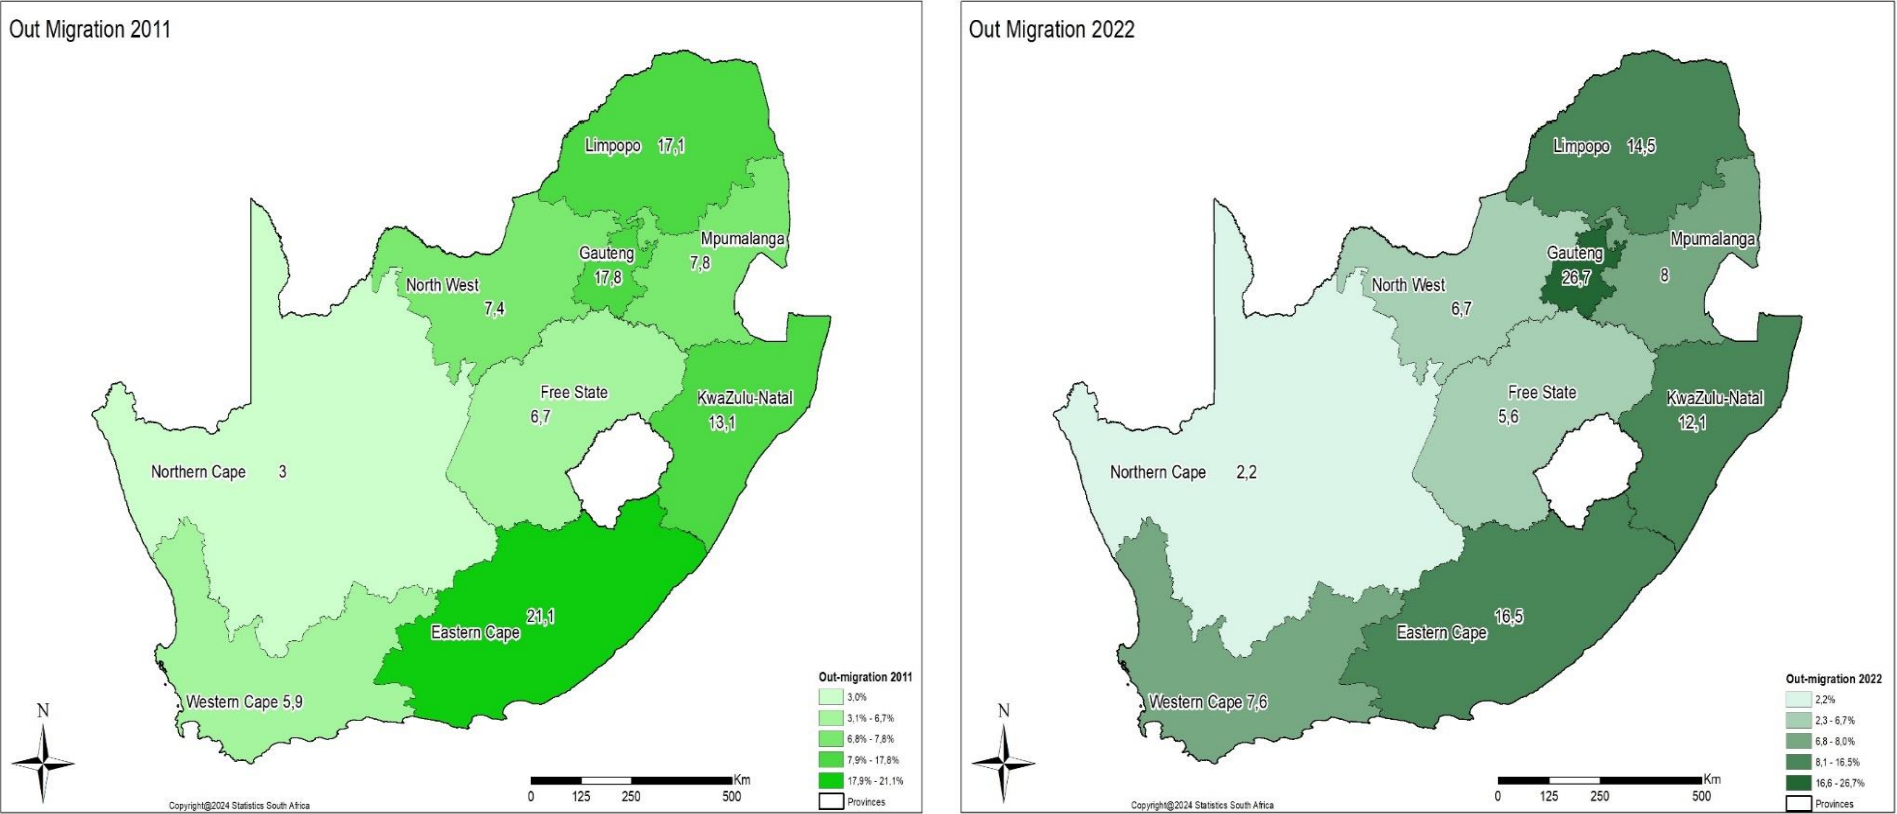 Out Migration 2011
Limpopo 17,1
Mpumalanga
7,8
Gauteng
17,8
North West
7,4
Free State
6,7
KwaZulu-Natal
13,1
Northern Cape 3
21,1
Eastern Cape
Western Cape 5,9
N
Out-migration 2011
3,0%
3,1% - 6,7%
6,8% - 7,8%
7,9% - 17,8%
17,9% - 21,1%
Provinces
Km
0 125 250 500
Copyright@2024 Statistics South Africa
Out Migration 2022
Limpopo 14,5
Mpumalanga
8
Gauteng
26,7
North West
6,7
Free State
5,6
KwaZulu-Natal
12,1
Northern Cape 2,2
16,5
Eastern Cape
Western Cape 7,6
N
Out-migration 2022
2,2%
2,3 - 6,7%
6,8 - 8,0%
8,1 - 16,5%
16,6 - 26,7%
Provinces
Km
0 125 250 500
Copyright@2024 Statistics South Africa